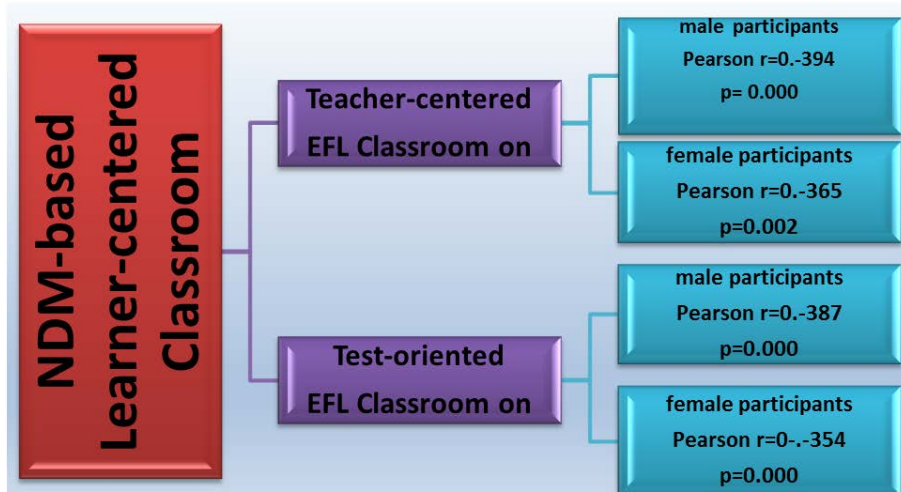 NDM-based
Learner-centered
Classroom
Teacher-centered
EFL Classroom on
male participants
Pearson r=0.-394
p= 0.000
female participants
Pearson r=0.-365
p=0.002
Test-oriented
EFL Classroom on
male participants
Pearson r=0.-387
p=0.000
female participants
Pearson r=0-.-354
p=0.000